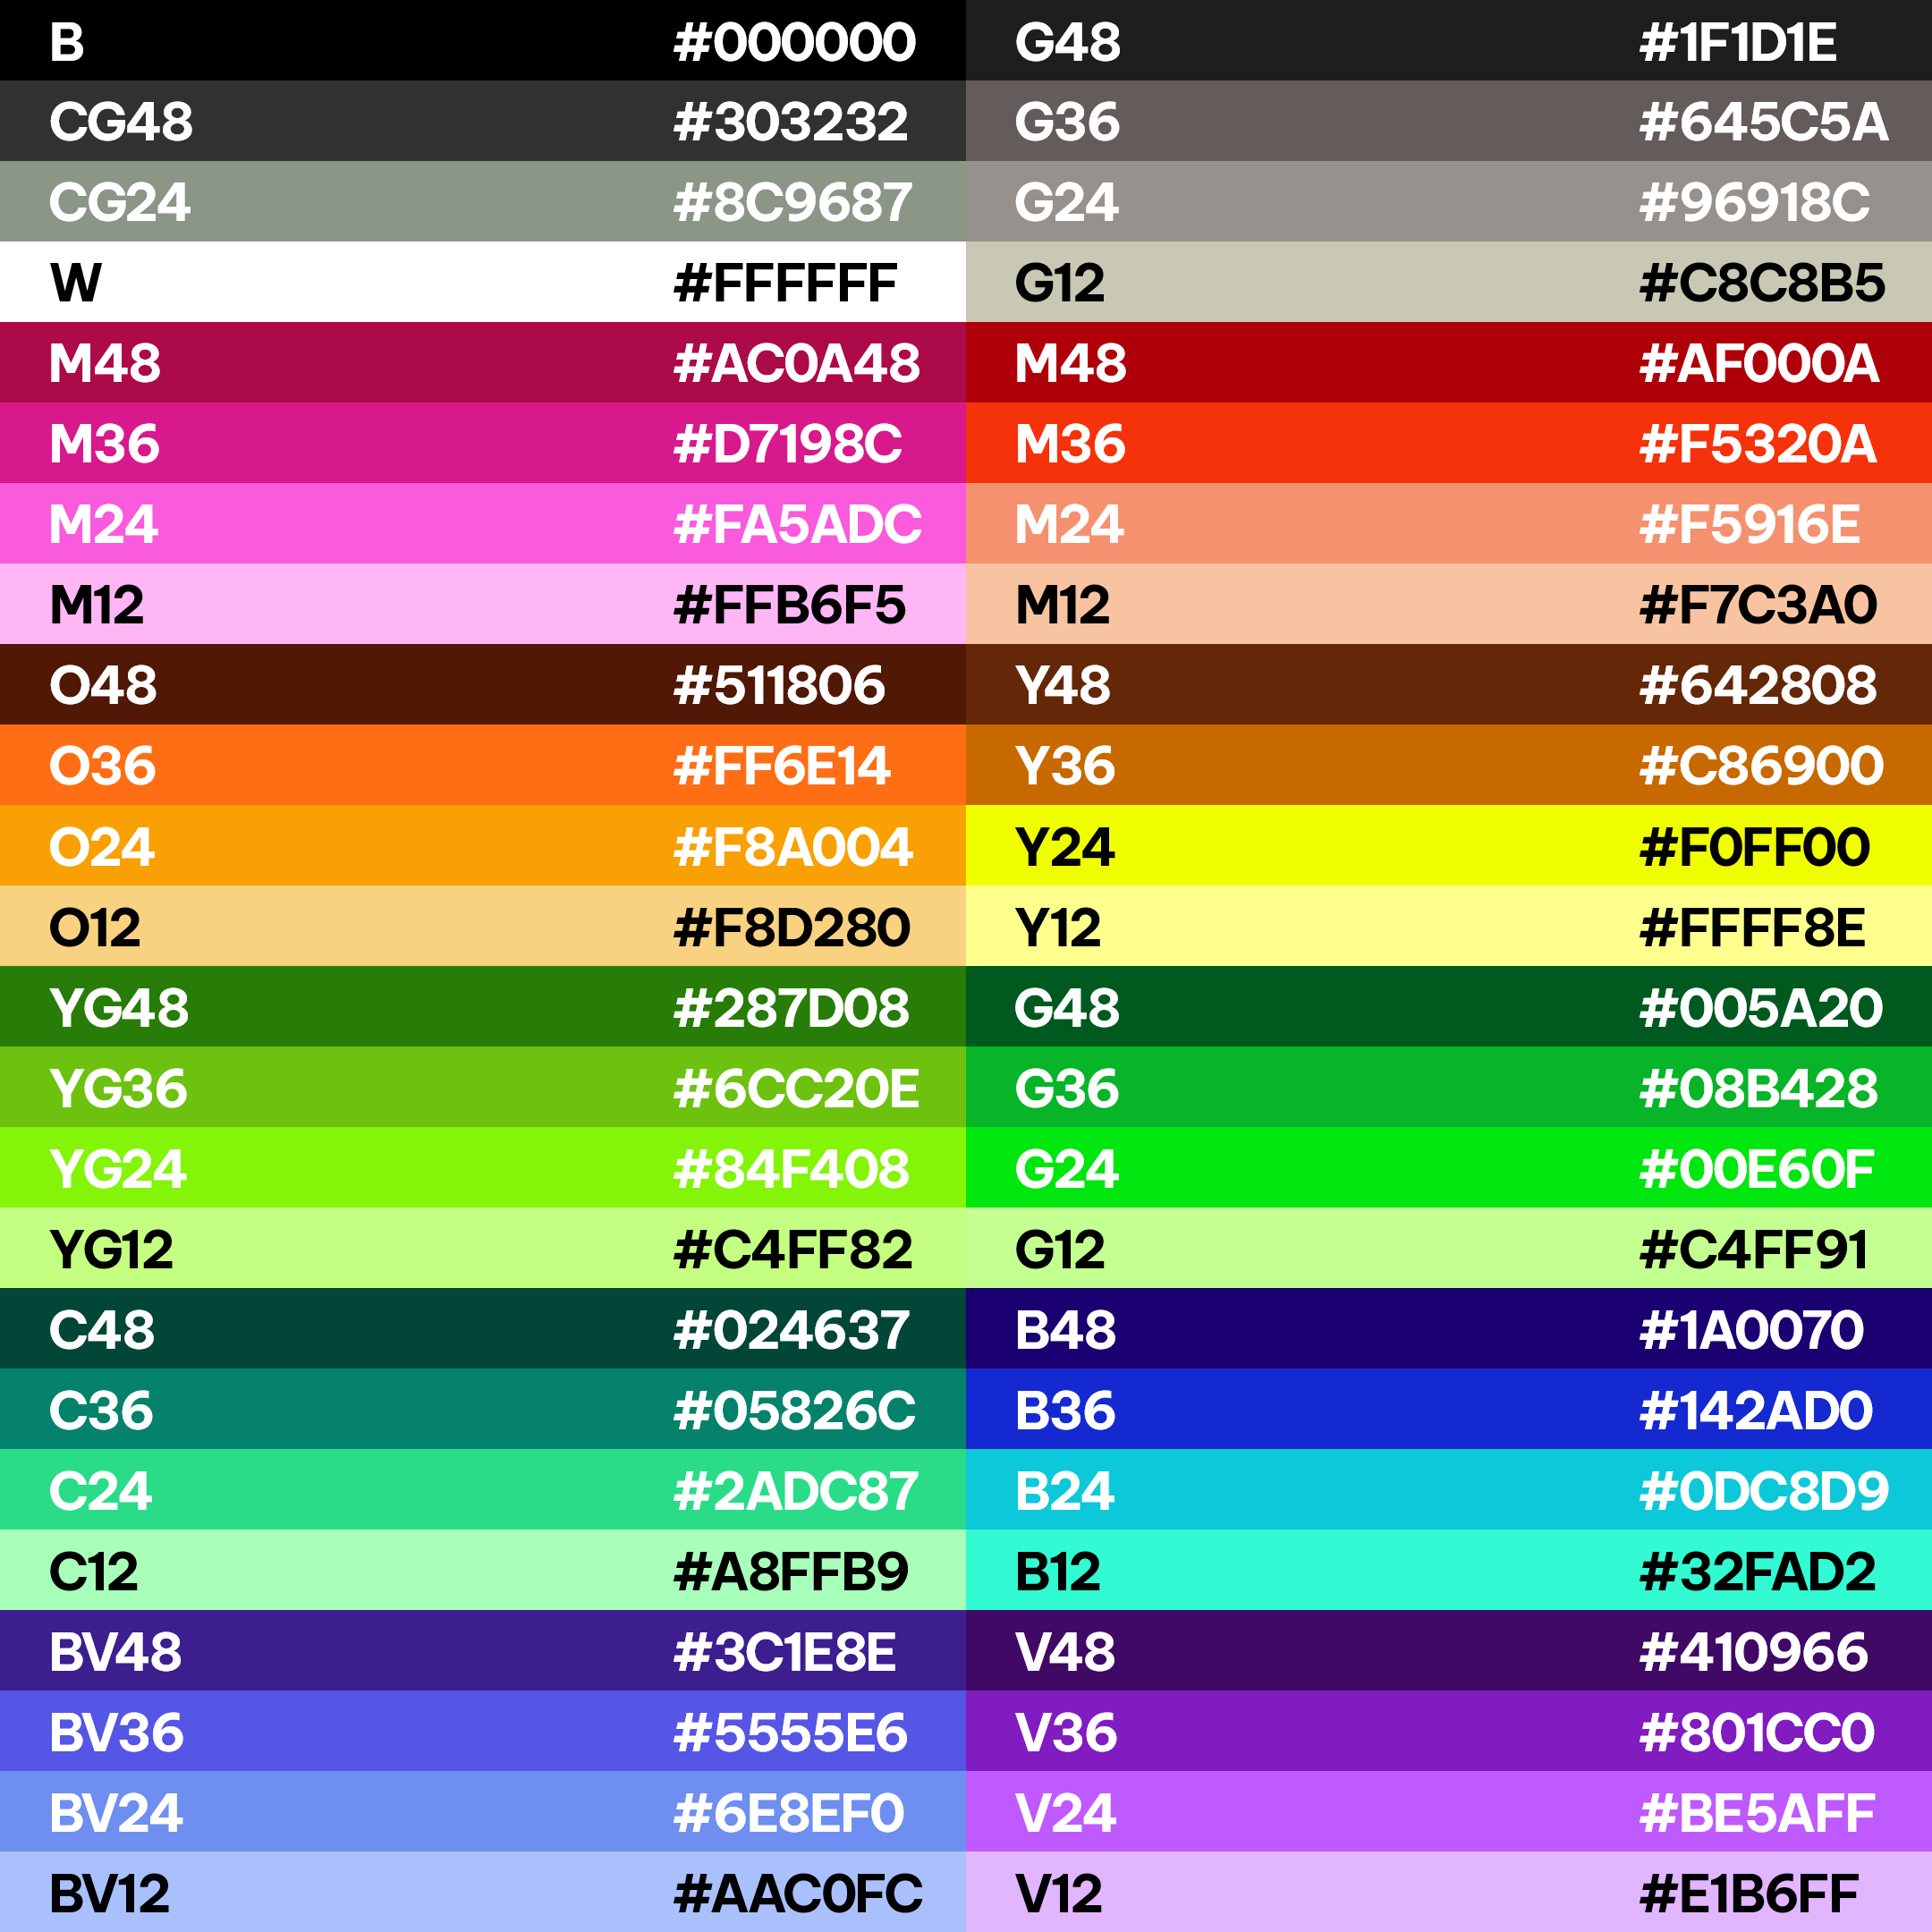 B #000000 G48 #1F1D1E
CG48 #303232 G36 #645C5A
CG24 #8C9687 G24 #96918C
W #FFFFFF G12 #C8C8B5
M48 #AC0A48 M48 #AF000A
M36 #D7198C M36 #F5320A
M24 #FA5ADC M24 #F5916E
M12 #FFB6F5 M12 #F7C3A0
O48 #511806 Y48 #642808
O36 #FF6E14 Y36 #C86900
O24 #F8A004 Y24 #F0FF00
O12 #F8D280 Y12 #FFFF8E
YG48 #287D08 G48 #005A20
YG36 #6CC20E G36 #08B428
YG24 #84F408 G24 #00E60F
YG12 #C4FF82 G12 #C4FF91
C48 #024637 B48 #1A0070
C36 #05826C B36 #142AD0
C24 #2ADC87 B24 #0DC8D9
C12 #A8FFB9 B12 #32FAD2
BV48 #3C1E8E V48 #410966
BV36 #5555E6 V36 #801CC0
BV24 #6E8EF0 V24 #BE5AFF
BV12 #AAC0FC V12 #E1B6FF